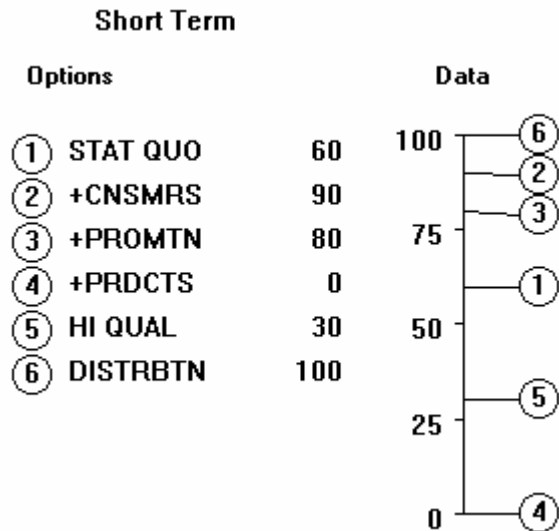 Short Term
Options Data
1 STAT QUO 60
2 +CNSMRS 90
3 +PROMTN 80
4 +PRDCTS 0
5 HI QUAL 30
6 DISTRBTN 100
100 6
2
3
75
1
50
5
25
0 4